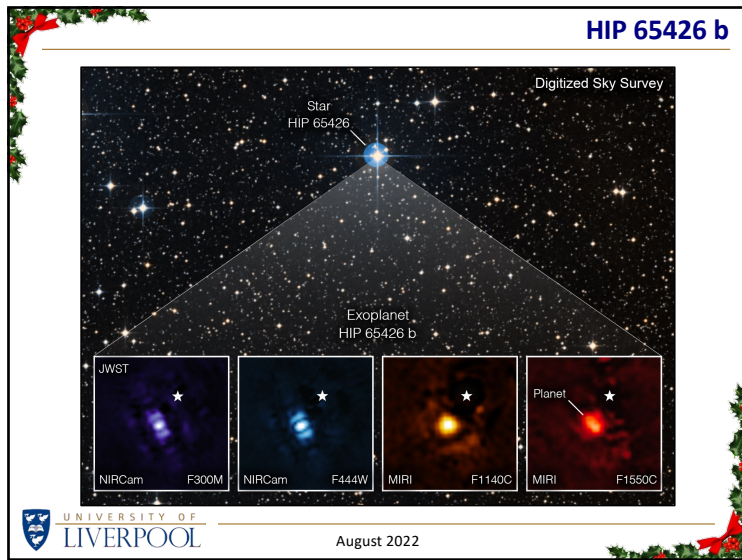 HIP 65426 b
Digitized Sky Survey
Star
HIP 65426
Exoplanet
HIP 65426 b
JWST
NIRCam F300M
NIRCam F444W
MIRI F1140C
Planet
MIRI F1550C
UNIVERSITY OF
LIVERPOOL
August 2022